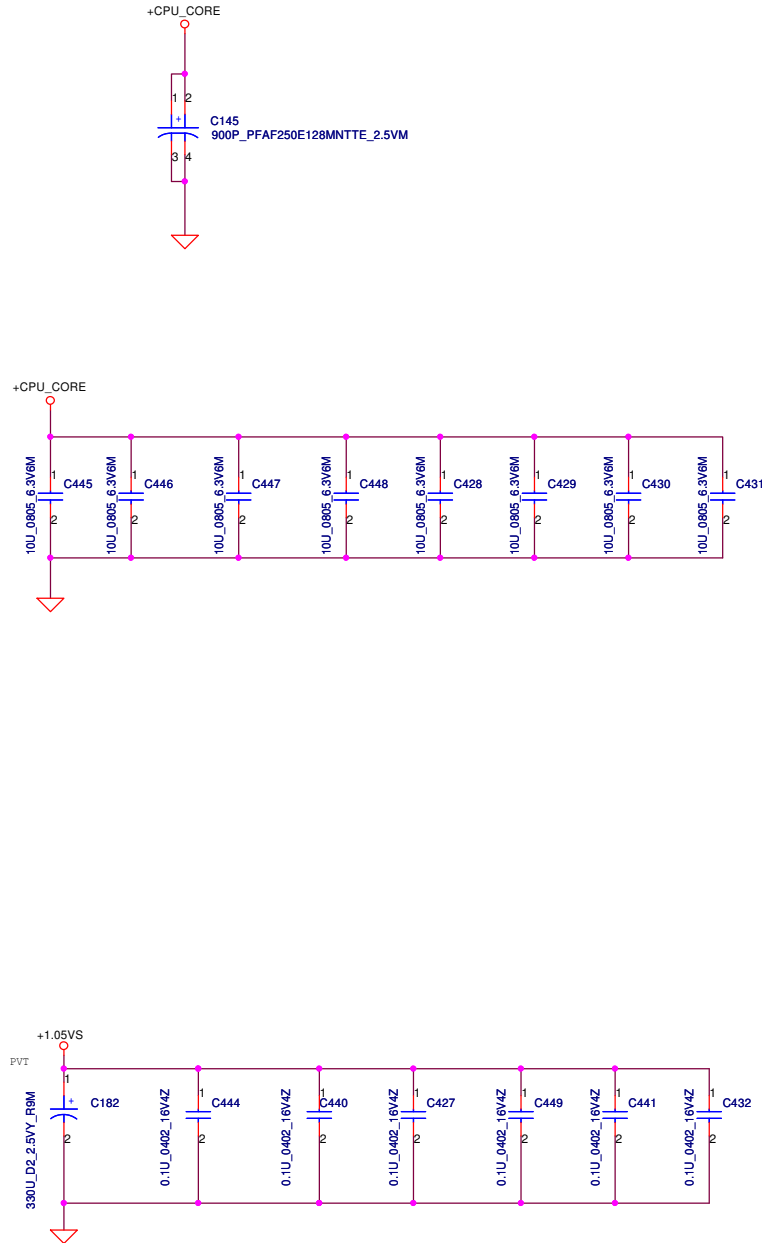 +CPU_CORE
1 2
+
C145
900P_PFAF250E128MNTTE_2.5VM
3 4
+CPU_CORE
10U_0805_6.3V6M
1
C445
2
10U_0805_6.3V6M
1
C446
2
10U_0805_6.3V6M
1
C447
2
10U_0805_6.3V6M
1
C448
2
10U_0805_6.3V6M
1
C428
2
10U_0805_6.3V6M
1
C429
2
10U_0805_6.3V6M
1
C430
2
10U_0805_6.3V6M
1
C431
2
+1.05VS
PVT
330U_D2_2.5VY_R9M
1
+
C182
2
0.1U_0402_16V4Z
1
C444
2
0.1U_0402_16V4Z
1
C440
2
0.1U_0402_16V4Z
1
C427
2
0.1U_0402_16V4Z
1
C449
2
0.1U_0402_16V4Z
1
C441
2
0.1U_0402_16V4Z
1
C432
2